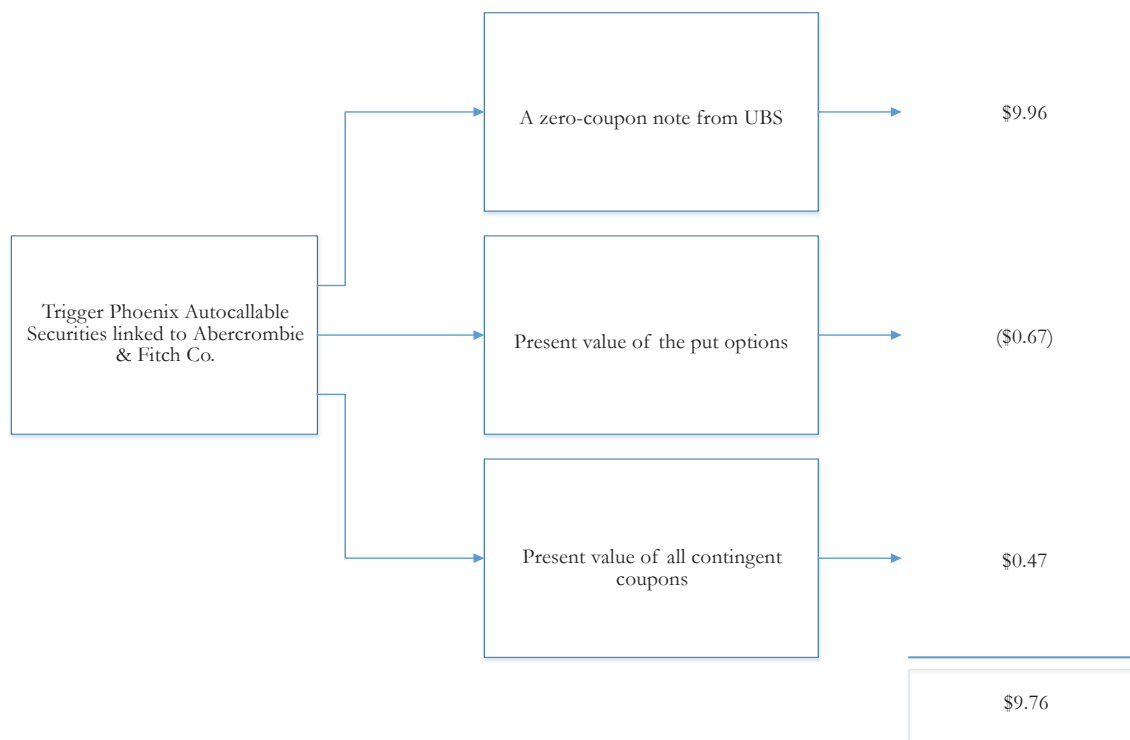 A zero-coupon note from UBS
$9.96
Trigger Phoenix Autocallable
Securities linked to Abercrombie
& Fitch Co.
Present value of the put options
($0.67)
Present value of all contingent
coupons
$0.47
$9.76